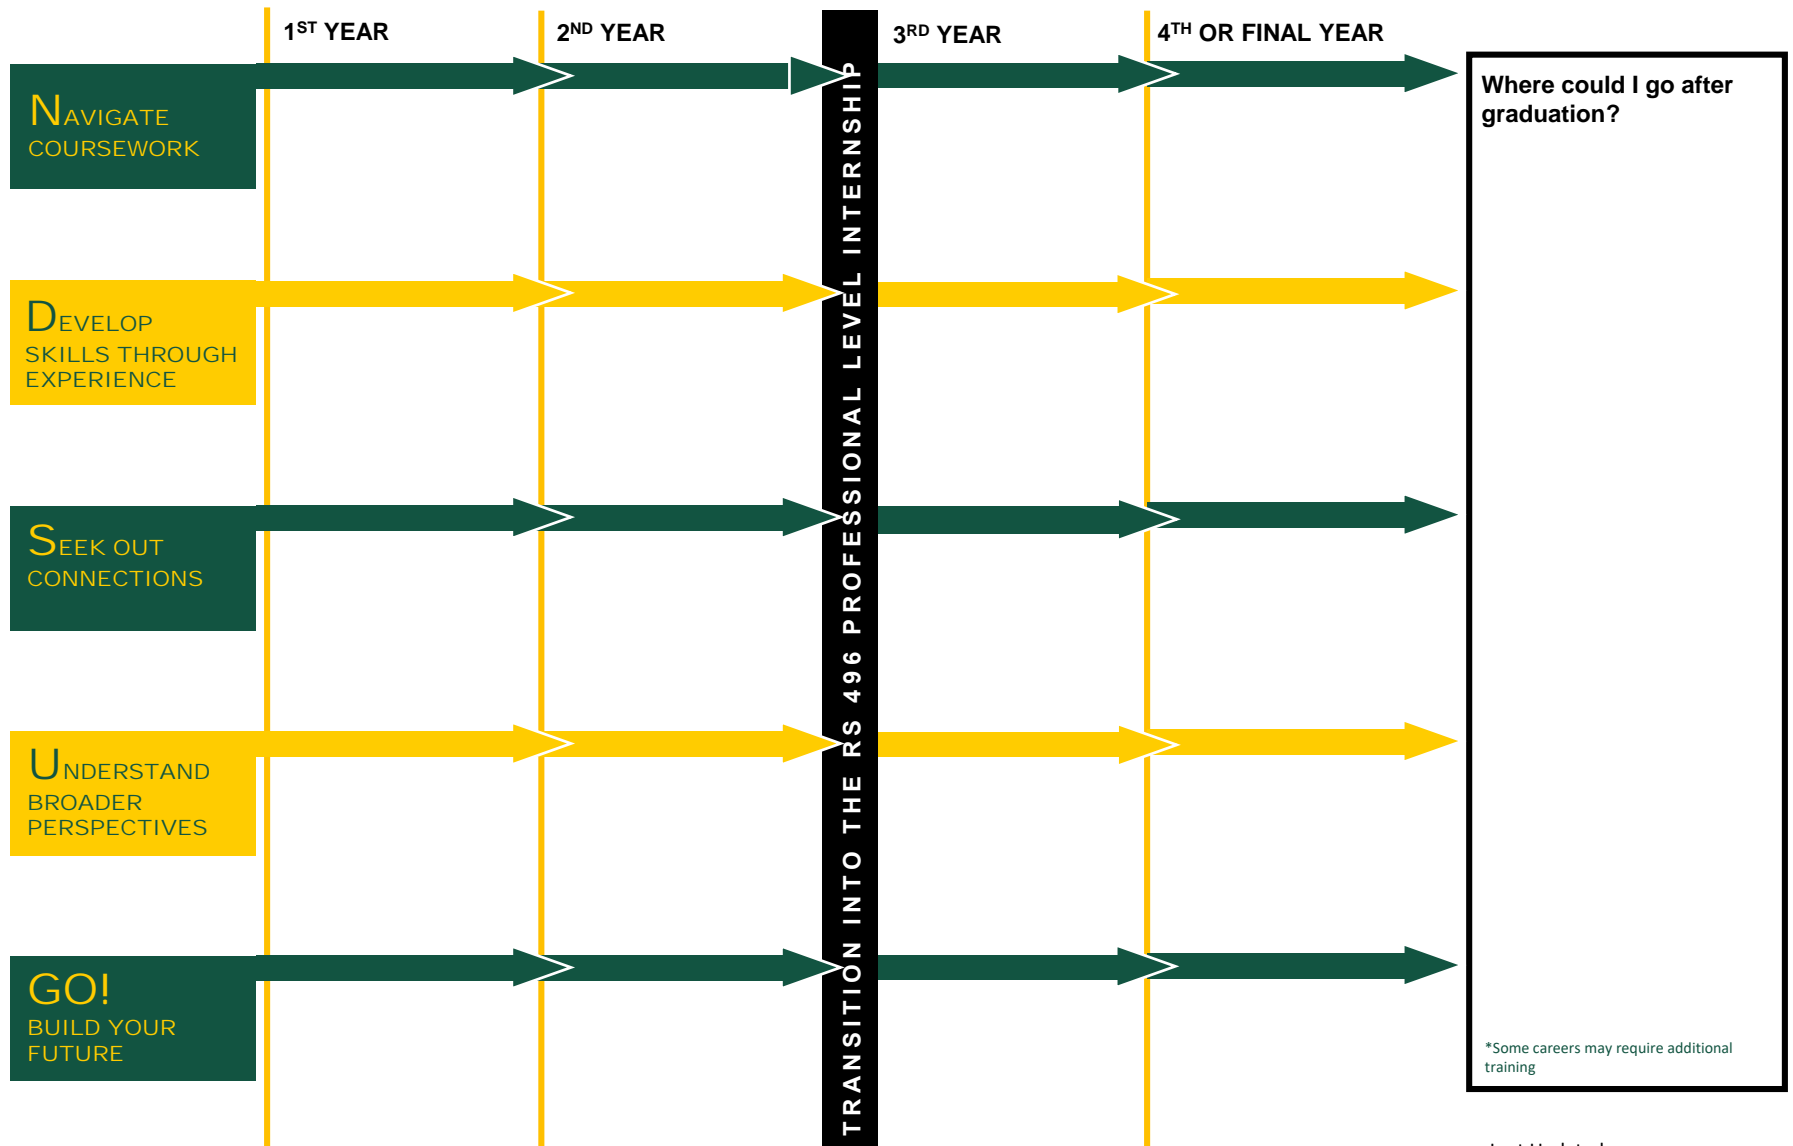 1ST YEAR
2ND YEAR
3RD YEAR
4TH OR FINAL YEAR
NAVIGATE
COURSEWORK
DEVELOP
SKILLS THROUGH
EXPERIENCE
SEEK OUT
CONNECTIONS
UNDERSTAND
BROADER
PERSPECTIVES
GO!
BUILD YOUR
FUTURE
TRANSITION INTO THE RS 496 PROFESSIONAL LEVEL INTERNSHIP
Where could I go after
graduation?
*Some careers may require additional
training